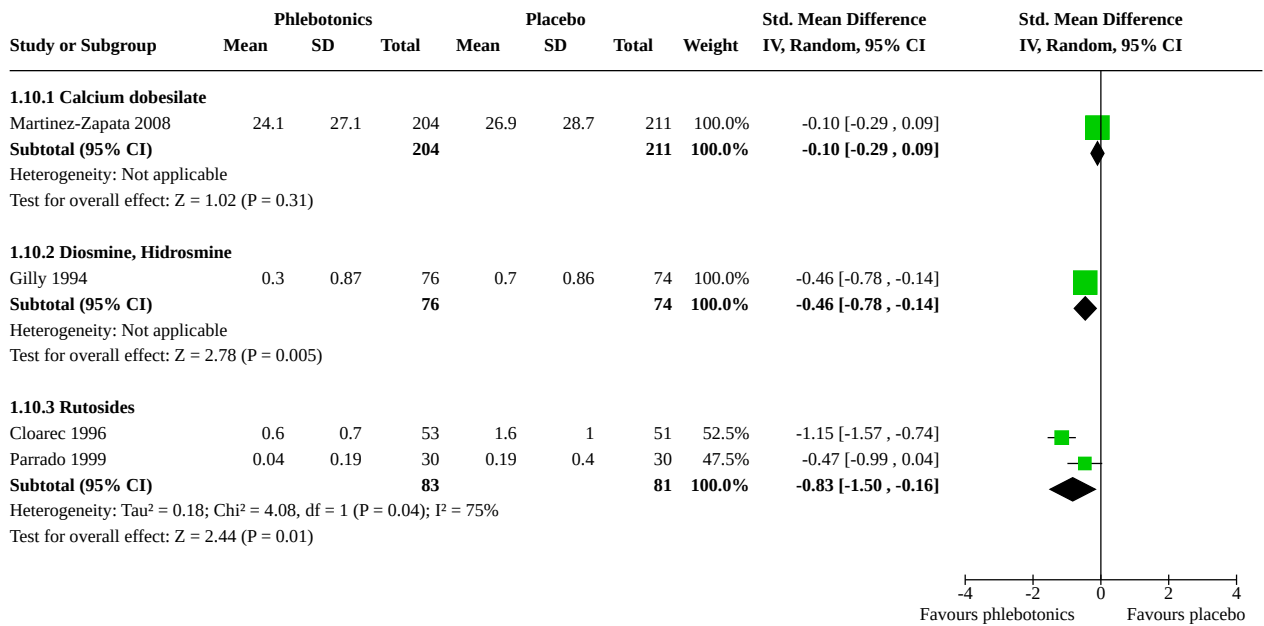 Phlebotonics Placebo Std. Mean Difference Std. Mean Difference
Study or Subgroup Mean SD Total Mean SD Total Weight IV, Random, 95% CI IV, Random, 95% CI
1.10.1 Calcium dobesilate
Martinez-Zapata 2008 24.1 27.1 204 26.9 28.7 211 100.0% -0.10 [-0.29 , 0.09]
Subtotal (95% CI) 204 211 100.0% -0.10 [-0.29 , 0.09]
Heterogeneity: Not applicable
Test for overall effect: Z = 1.02 (P = 0.31)
1.10.2 Diosmine, Hidrosmine
Gilly 1994 0.3 0.87 76 0.7 0.86 74 100.0% -0.46 [-0.78 , -0.14]
Subtotal (95% CI) 76 74 100.0% -0.46 [-0.78 , -0.14]
Heterogeneity: Not applicable
Test for overall effect: Z = 2.78 (P = 0.005)
1.10.3 Rutosides
Cloarec 1996 0.6 0.7 53 1.6 1 51 52.5% -1.15 [-1.57 , -0.74]
Parrado 1999 0.04 0.19 30 0.19 0.4 30 47.5% -0.47 [-0.99 , 0.04]
Subtotal (95% CI) 83 81 100.0% -0.83 [-1.50 , -0.16]
Heterogeneity: Tau² = 0.18; Chi² = 4.08, df = 1 (P = 0.04); I² = 75%
Test for overall effect: Z = 2.44 (P = 0.01)
-4 -2 0 2 4
Favours phlebotonics Favours placebo